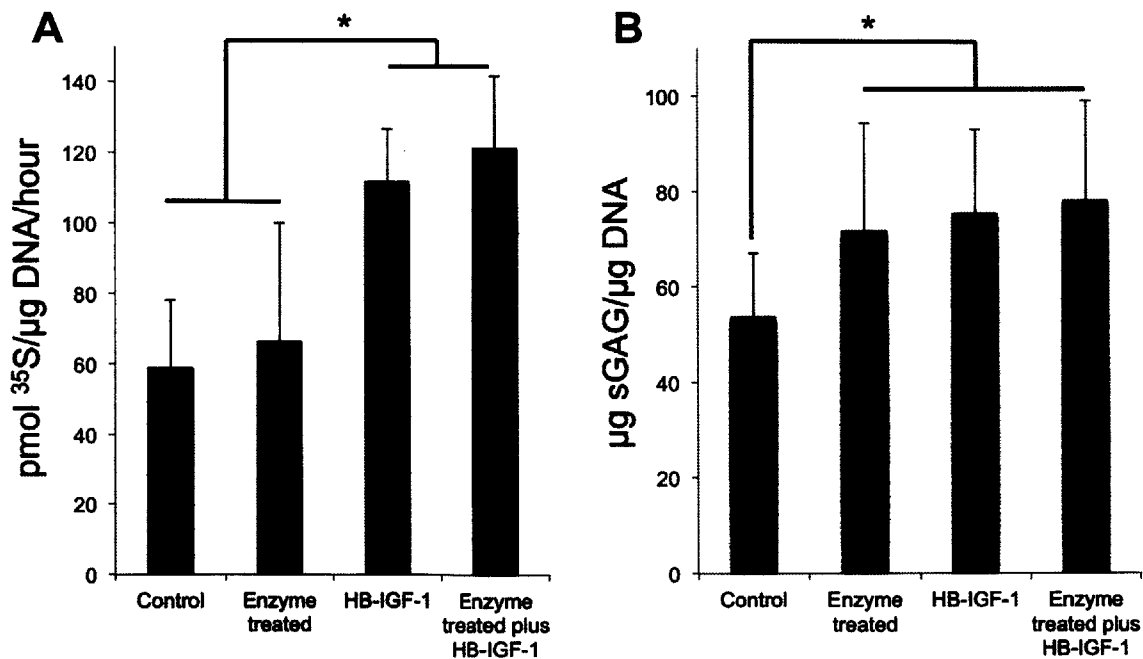 A
*
pmol ³⁵S/µg DNA/hour
140
120
100
80
60
40
20
0
Control
Enzyme
treated
HB-IGF-1
Enzyme
treated plus
HB-IGF-1
B
*
µg sGAG/µg DNA
100
80
60
40
20
0
Control
Enzyme
treated
HB-IGF-1
Enzyme
treated plus
HB-IGF-1